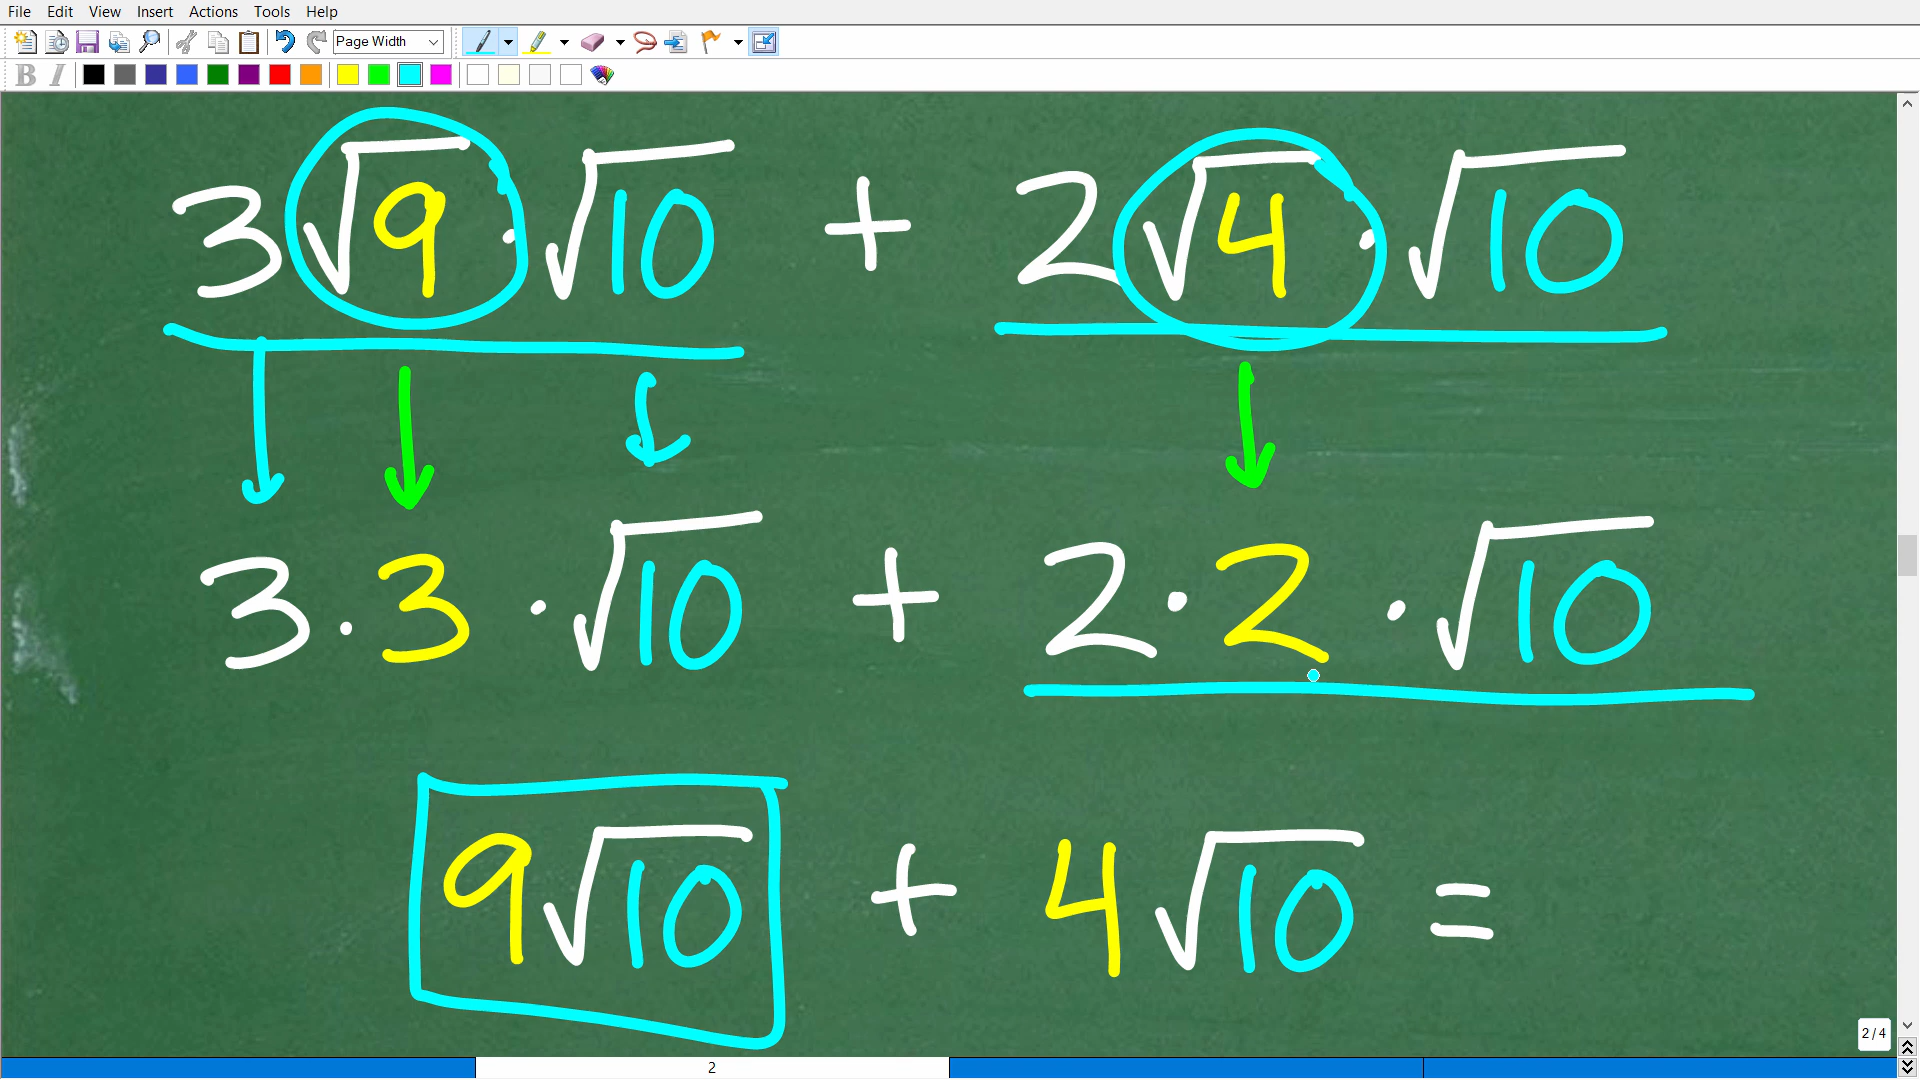 File Edit View Insert Actions Tools Help
Page Width
B I
3√9 · √10 + 2√4 · √10
3 · 3 · √10 + 2 · 2 · √10
9√10 + 4√10 =
2 / 4
2